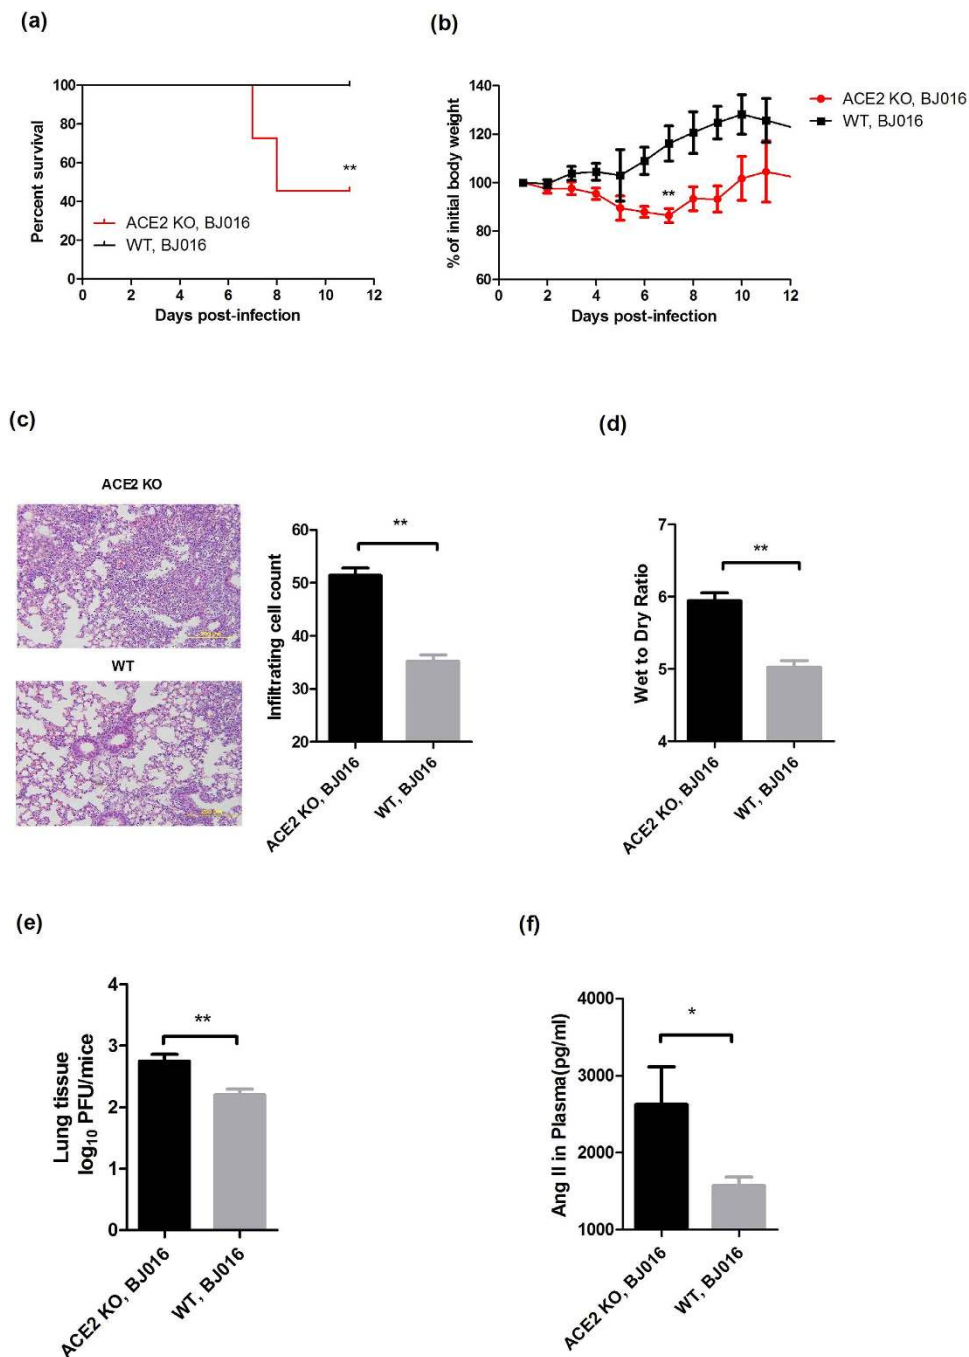 (a)
Percent survival
100
80
60
40
20
0
**
ACE2 KO, BJ016
WT, BJ016
0 2 4 6 8 10 12
Days post-infection
(b)
% of initial body weight
140
120
100
80
60
**
ACE2 KO, BJ016
WT, BJ016
0 2 4 6 8 10 12
Days post-infection
(c)
ACE2 KO
WT
Infiltrating cell count
60
50
40
30
20
**
ACE2 KO, BJ016
WT, BJ016
(d)
Wet to Dry Ratio
7
6
5
4
**
ACE2 KO, BJ016
WT, BJ016
(e)
Lung tissue
log10 PFU/mice
4
3
2
1
0
**
ACE2 KO, BJ016
WT, BJ016
(f)
Ang II in Plasma(pg/ml)
4000
3000
2000
1000
*
ACE2 KO, BJ016
WT, BJ016